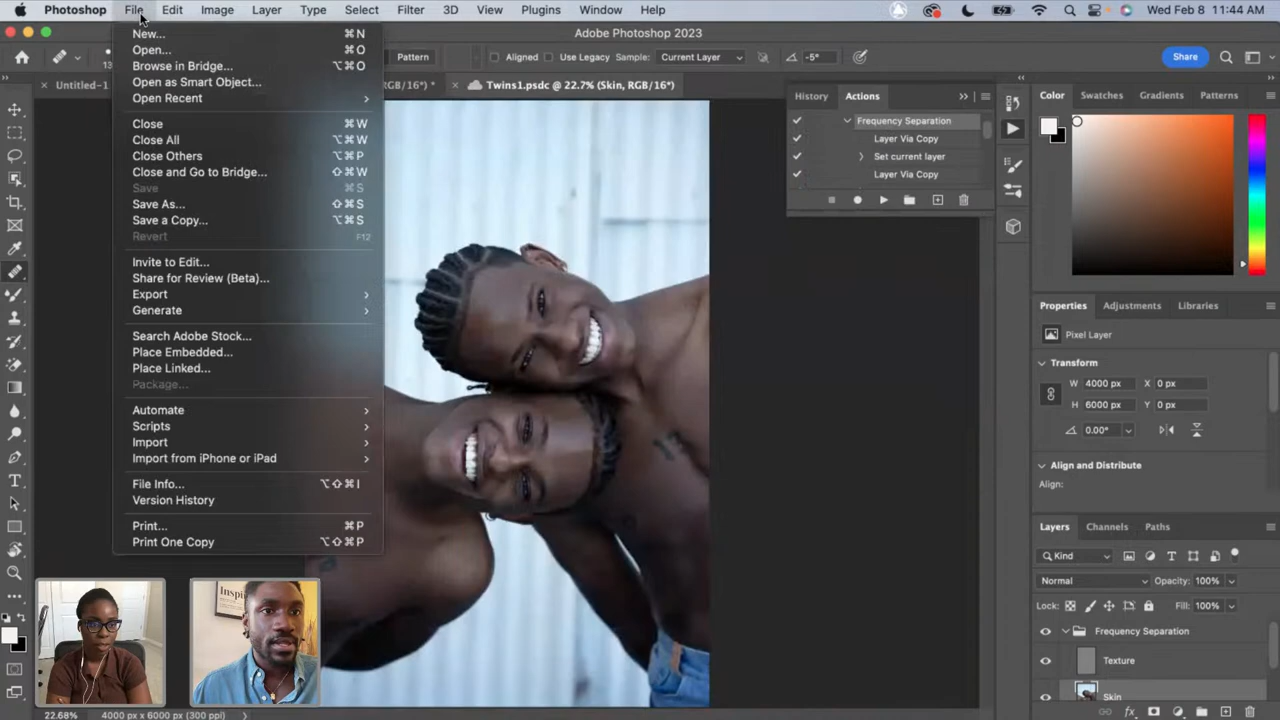 Photoshop File Edit Image Layer Type Select Filter 3D View Plugins Window Help Wed Feb 8 11:44 AM
Adobe Photoshop 2023
Pattern Aligned Use Legacy Sample: Current Layer -5° Share
Untitled-1 RGB/16) * Twins1.psdc @ 22.7% (Skin, RGB/16*)
New... ⌘N
Open... ⌘O
Browse in Bridge... ⌥⌘O
Open as Smart Object...
Open Recent
Close ⌘W
Close All ⌥⌘W
Close Others ⌥⌘P
Close and Go to Bridge... ⇧⌘W
Save ⌘S
Save As... ⇧⌘S
Save a Copy... ⌥⌘S
Revert F12
Invite to Edit...
Share for Review (Beta)...
Export
Generate
Search Adobe Stock...
Place Embedded...
Place Linked...
Package...
Automate
Scripts
Import
Import from iPhone or iPad
File Info... ⌥⇧⌘I
Version History
Print... ⌘P
Print One Copy ⌥⇧⌘P
History Actions
Frequency Separation
Layer Via Copy
Set current layer
Layer Via Copy
Color Swatches Gradients Patterns
Properties Adjustments Libraries
Pixel Layer
Transform
W 4000 px X 0 px
H 6000 px Y 0 px
0.00°
Align and Distribute
Align:
Layers Channels Paths
Kind
Normal Opacity: 100%
Lock: Fill: 100%
Frequency Separation
Texture
Skin
22.68% 4000 px x 6000 px (300 ppi)